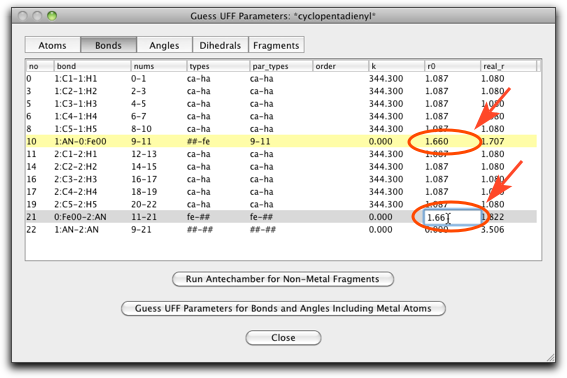 Guess UFF Parameters: *cyclopentadienyl*
Atoms Bonds Angles Dihedrals Fragments
no bond nums types par_types order k r0 real_r
0 1:C1-1:H1 0-1 ca-ha ca-ha 344.300 1.087 1.080
3 1:C2-1:H2 2-3 ca-ha ca-ha 344.300 1.087 1.080
5 1:C3-1:H3 4-5 ca-ha ca-ha 344.300 1.087 1.080
6 1:C4-1:H4 6-7 ca-ha ca-ha 344.300 1.087 1.080
8 1:C5-1:H5 8-10 ca-ha ca-ha 344.300 1.087 1.080
10 1:AN-0:Fe00 9-11 ##-fe 9-11 0.000 1.660 1.707
11 2:C1-2:H1 12-13 ca-ha ca-ha 344.300 1.087 1.080
14 2:C2-2:H2 14-15 ca-ha ca-ha 344.300 1.087 1.080
16 2:C3-2:H3 16-17 ca-ha ca-ha 344.300 1.087 1.080
17 2:C4-2:H4 18-19 ca-ha ca-ha 344.300 1.087 1.080
19 2:C5-2:H5 20-22 ca-ha ca-ha 344.300 1.087 1.080
21 0:Fe00-2:AN 11-21 fe-## fe-## 0.000 1.66 1.822
22 1:AN-2:AN 9-21 ##-## ##-## 0.000 0.000 3.506
Run Antechamber for Non-Metal Fragments
Guess UFF Parameters for Bonds and Angles Including Metal Atoms
Close